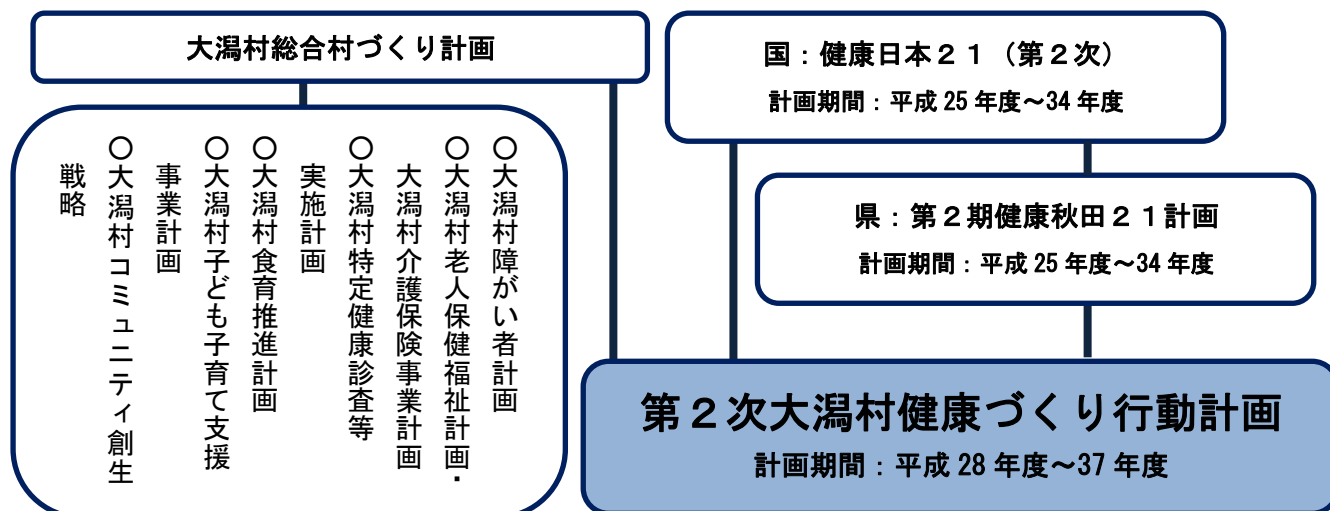 大潟村総合村づくり計画
国：健康日本２１（第２次）
計画期間：平成 25 年度～34 年度
県：第２期健康秋田２１計画
計画期間：平成 25 年度～34 年度
第２次大潟村健康づくり行動計画
計画期間：平成 28 年度～37 年度
○大潟村障がい者計画
○大潟村老人保健福祉計画・
大潟村介護保険事業計画
○大潟村特定健康診査等
実施計画
○大潟村食育推進計画
○大潟村子ども子育て支援
事業計画
○大潟村コミュニティ創生
戦略